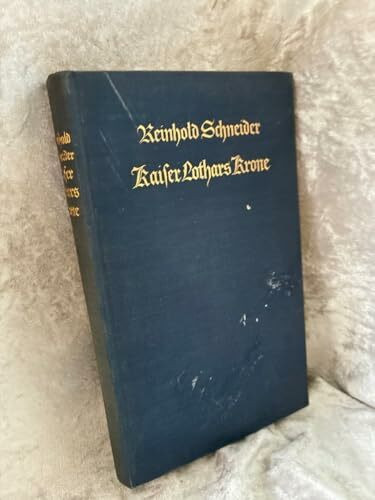 Reinhold Schneider
Kaiser Lothars Krone